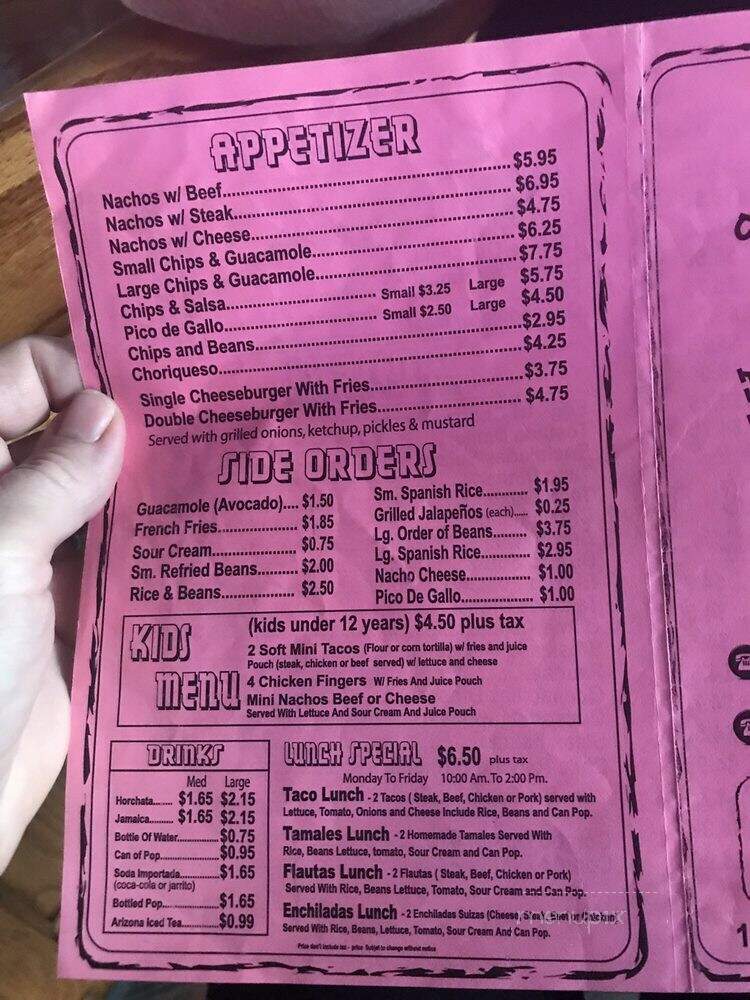 APPETIZER
Nachos w/ Beef............ $5.95
Nachos w/ Steak............ $6.95
Nachos w/ Cheese............ $4.75
Small Chips & Guacamole............ $6.25
Large Chips & Guacamole............ $7.75
Chips & Salsa............ Small $3.25 Large $5.75
Pico de Gallo............ Small $2.50 Large $4.50
Chips and Beans............ $2.95
Choriqueso............ $4.25
Single Cheeseburger With Fries............ $3.75
Double Cheeseburger With Fries............ $4.75
Served with grilled onions, ketchup, pickles & mustard
SIDE ORDERS
Guacamole (Avocado).... $1.50
French Fries............ $1.85
Sour Cream............ $0.75
Sm. Refried Beans.......... $2.00
Rice & Beans............ $2.50
Sm. Spanish Rice........... $1.95
Grilled Jalapeños (each)..... $0.25
Lg. Order of Beans........ $3.75
Lg. Spanish Rice............ $2.95
Nacho Cheese............ $1.00
Pico De Gallo............ $1.00
KIDS MENU
(kids under 12 years) $4.50 plus tax
2 Soft Mini Tacos (Flour or corn tortilla) w/ fries and juice
Pouch (steak, chicken or beef served) w/ lettuce and cheese
4 Chicken Fingers W/ Fries And Juice Pouch
Mini Nachos Beef or Cheese
Served With Lettuce And Sour Cream And Juice Pouch
DRINKS
Med Large
Horchata....... $1.65 $2.15
Jamaica......... $1.65 $2.15
Bottle Of Water............ $0.75
Can of Pop............ $0.95
Soda Importada............ $1.65
(coca-cola or jarrito)
Bottled Pop............ $1.65
Arizona Iced Tea............ $0.99
LUNCH SPECIAL $6.50 plus tax
Monday To Friday 10:00 Am. To 2:00 Pm.
Taco Lunch - 2 Tacos ( Steak, Beef, Chicken or Pork) served with
Lettuce, Tomato, Onions and Cheese Include Rice, Beans and Can Pop.
Tamales Lunch - 2 Homemade Tamales Served With
Rice, Beans Lettuce, tomato, Sour Cream and Can Pop.
Flautas Lunch - 2 Flautas ( Steak, Beef, Chicken or Pork)
Served With Rice, Beans Lettuce, Tomato, Sour Cream and Can Pop.
Enchiladas Lunch - 2 Enchiladas Suizas (Cheese, Steak, Beef or Chicken)
Served With Rice, Beans, Lettuce, Tomato, Sour Cream And Can Pop.
Price don't include tax - price Subjet to change without notice